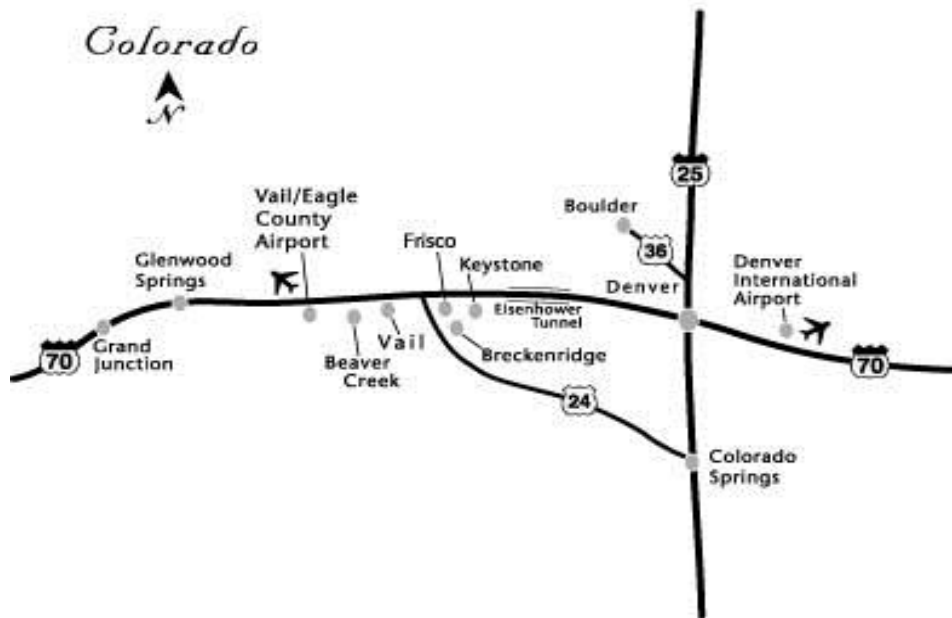 Colorado
N
25
Vail/Eagle
County
Airport
Boulder
Frisco
36
Keystone
Denver
International
Airport
Glenwood
Springs
Denver
Eisenhower
Tunnel
70
Grand
Junction
Vail
Beaver
Creek
Breckenridge
70
24
Colorado
Springs